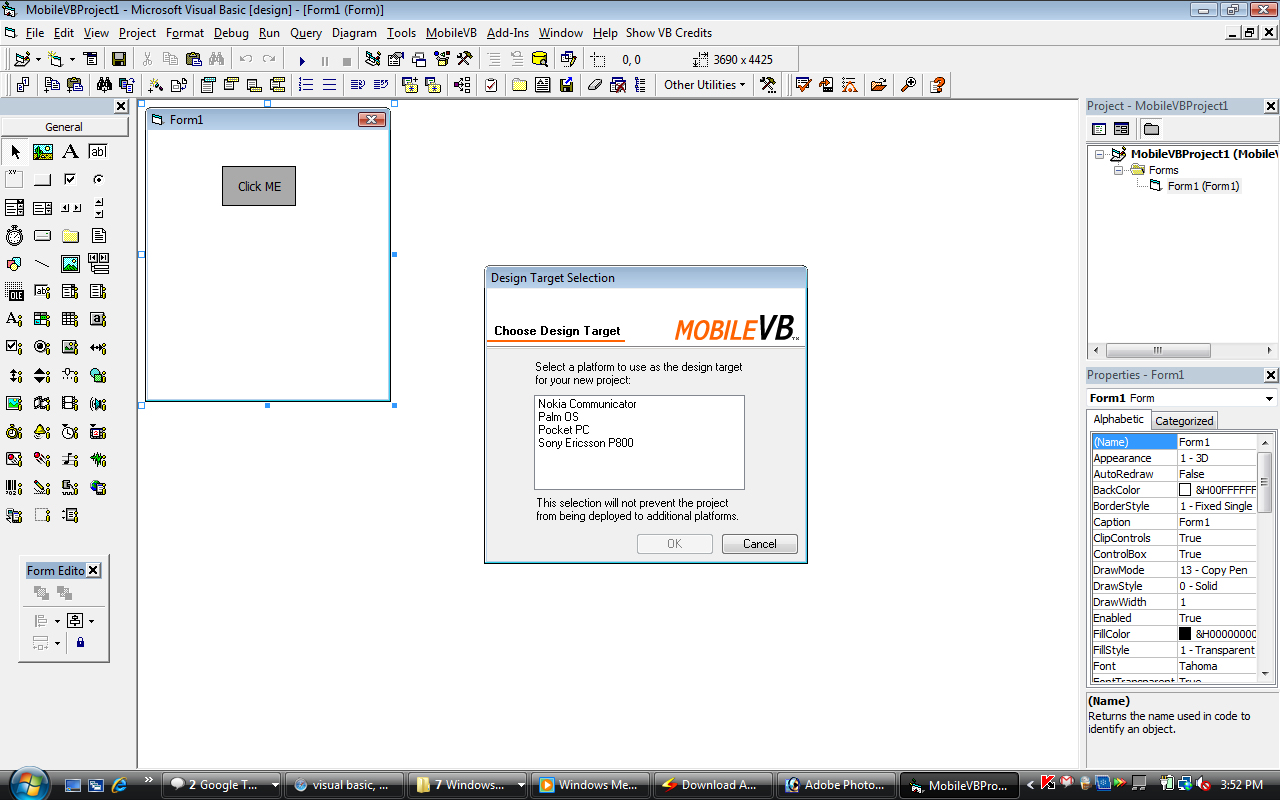 MobileVBProject1 - Microsoft Visual Basic [design] - [Form1 (Form)]
File Edit View Project Format Debug Run Query Diagram Tools MobileVB Add-Ins Window Help Show VB Credits
0, 0 3690 x 4425
Other Utilities
General
A abl
XY
OLE
Form1
Click ME
Design Target Selection
Choose Design Target
MOBILEVB
Select a platform to use as the design target
for your new project:
Nokia Communicator
Palm OS
Pocket PC
Sony Ericsson P800
This selection will not prevent the project
from being deployed to additional platforms.
OK Cancel
Form Edito
Project - MobileVBProject1
MobileVBProject1 (MobileV
Forms
Form1 (Form1)
Properties - Form1
Form1 Form
Alphabetic Categorized
(Name) Form1
Appearance 1 - 3D
AutoRedraw False
BackColor &H00FFFFFF
BorderStyle 1 - Fixed Single
Caption Form1
ClipControls True
ControlBox True
DrawMode 13 - Copy Pen
DrawStyle 0 - Solid
DrawWidth 1
Enabled True
FillColor &H00000000
FillStyle 1 - Transparent
Font Tahoma
FontTransparent True
(Name)
Returns the name used in code to
identify an object.
2 Google T...
visual basic, ...
7 Windows...
Windows Me...
Download A...
Adobe Photo...
MobileVBPro...
3:52 PM